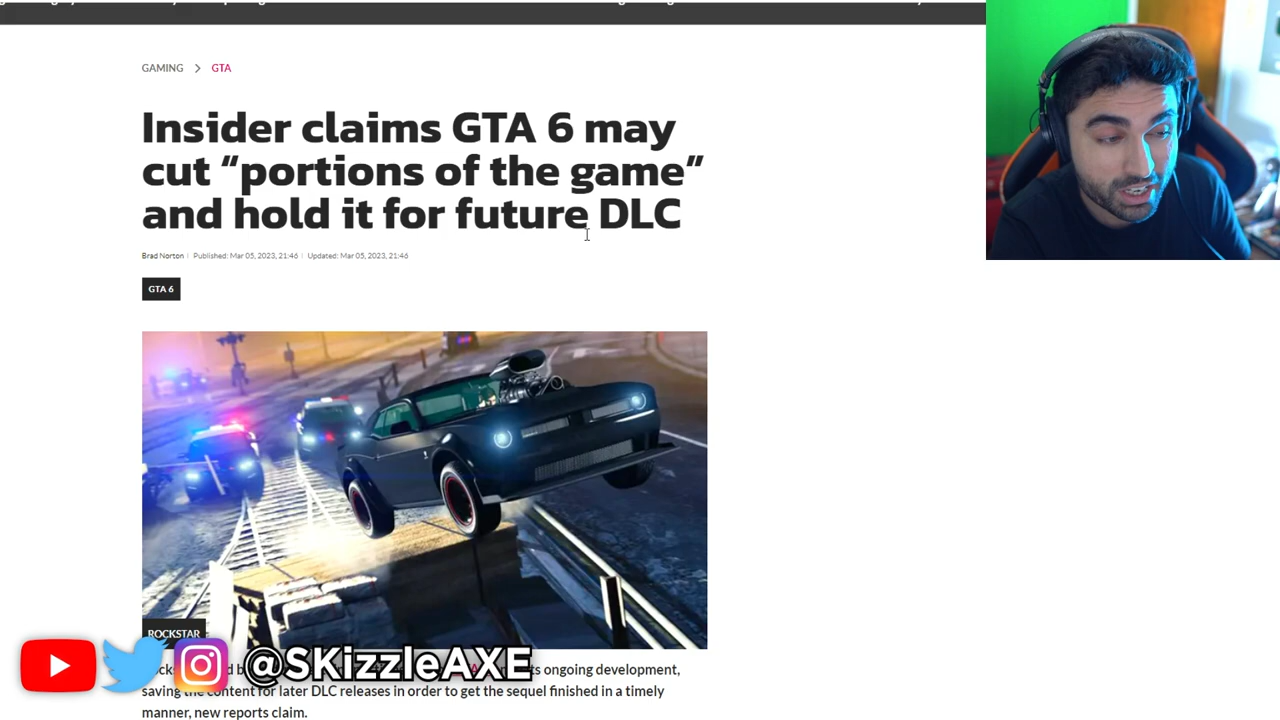 GAMING > GTA
Insider claims GTA 6 may
cut “portions of the game”
and hold it for future DLC
Brad Norton | Published: Mar 05, 2023, 21:46 | Updated: Mar 05, 2023, 21:46
GTA 6
ROCKSTAR
@SKizzleAXE
ts ongoing development,
saving the content for later DLC releases in order to get the sequel finished in a timely
manner, new reports claim.